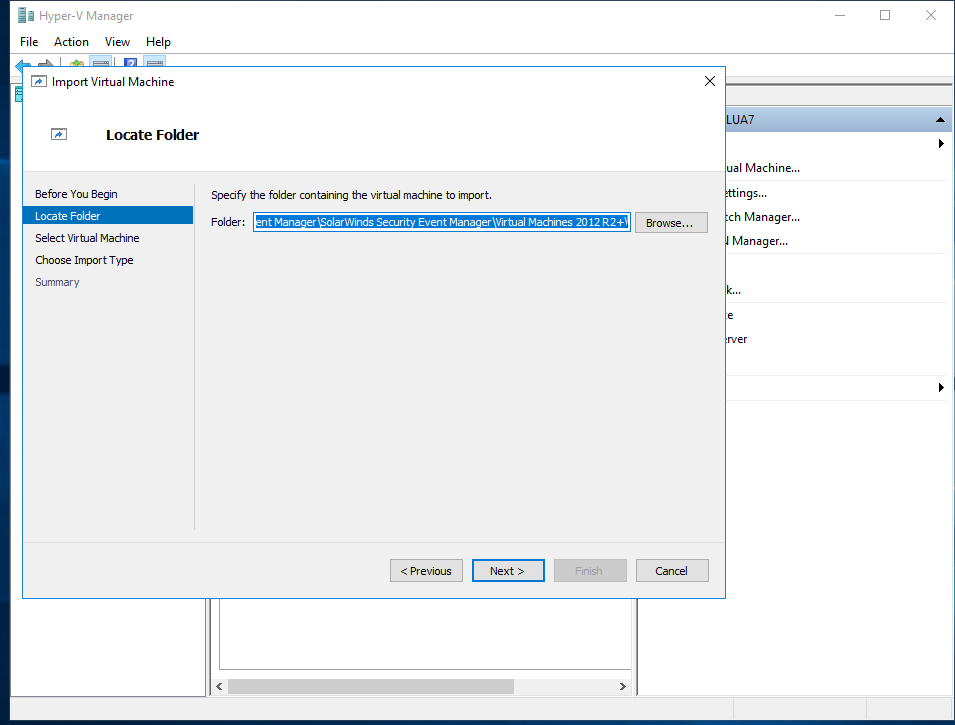 Hyper-V Manager
File Action View Help
Import Virtual Machine
Locate Folder
Before You Begin
Locate Folder
Select Virtual Machine
Choose Import Type
Summary
Specify the folder containing the virtual machine to import.
Folder: ent Manager\SolarWinds Security Event Manager\Virtual Machines 2012 R2+\ Browse...
< Previous Next > Finish Cancel
LUA7
ual Machine...
ettings...
tch Manager...
N Manager...
k...
te
erver